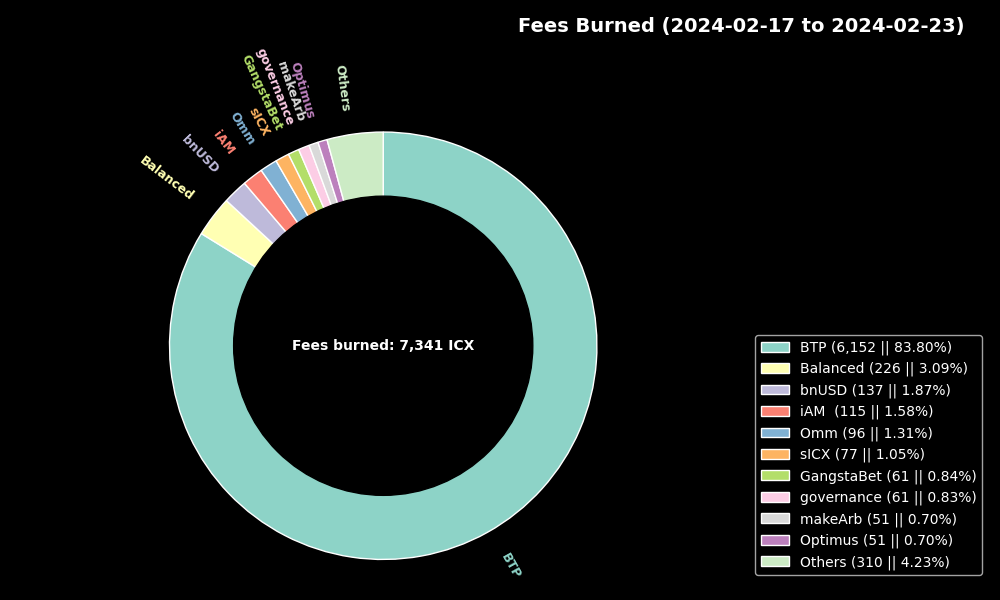 Fees Burned (2024-02-17 to 2024-02-23)
Others
Optimus
makeArb
governance
GangstaBet
sICX
Omm
iAM
bnUSD
Balanced
Fees burned: 7,341 ICX
BTP
BTP (6,152 || 83.80%)
Balanced (226 || 3.09%)
bnUSD (137 || 1.87%)
iAM  (115 || 1.58%)
Omm (96 || 1.31%)
sICX (77 || 1.05%)
GangstaBet (61 || 0.84%)
governance (61 || 0.83%)
makeArb (51 || 0.70%)
Optimus (51 || 0.70%)
Others (310 || 4.23%)